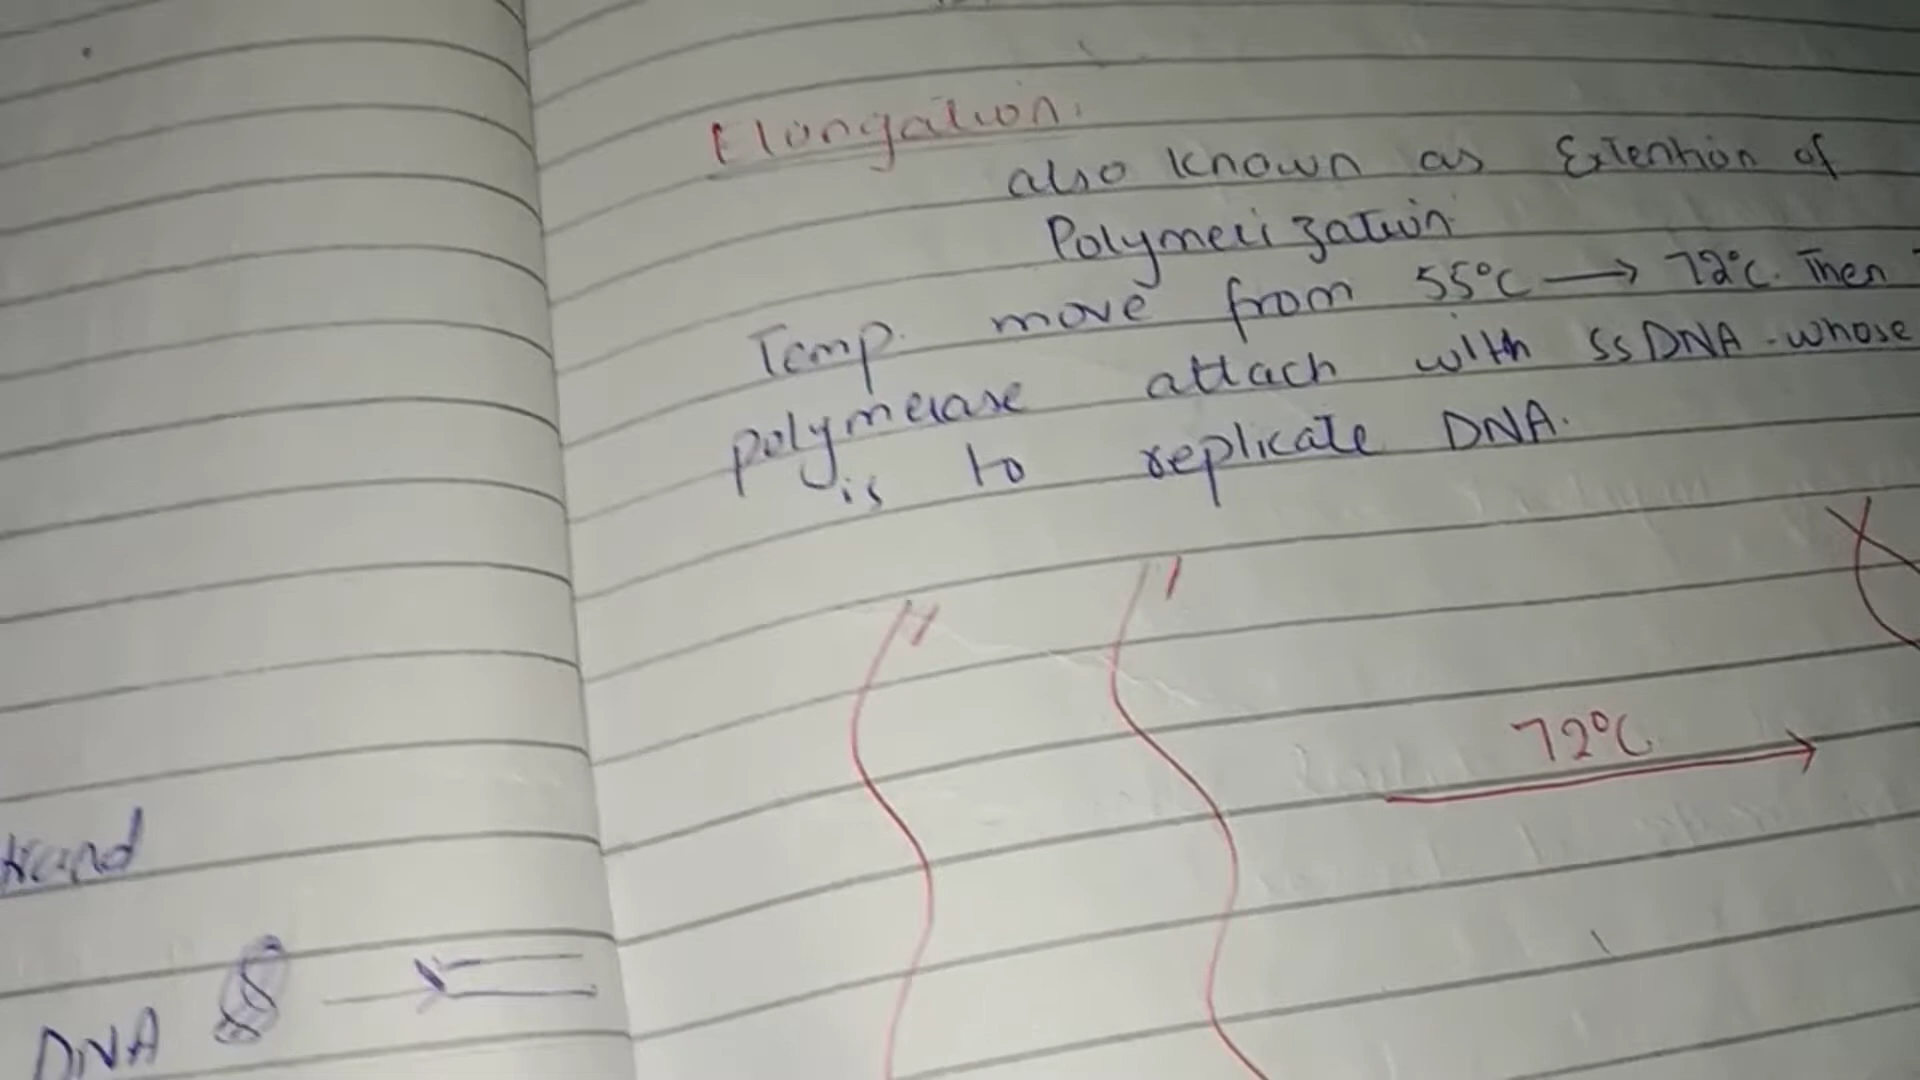 Elongation.
also known as Extention of
Polymerization
Temp. move from 55°C → 72°C. Then
polymerase attach with ssDNA whose
is to replicate DNA.
72°C
DNA